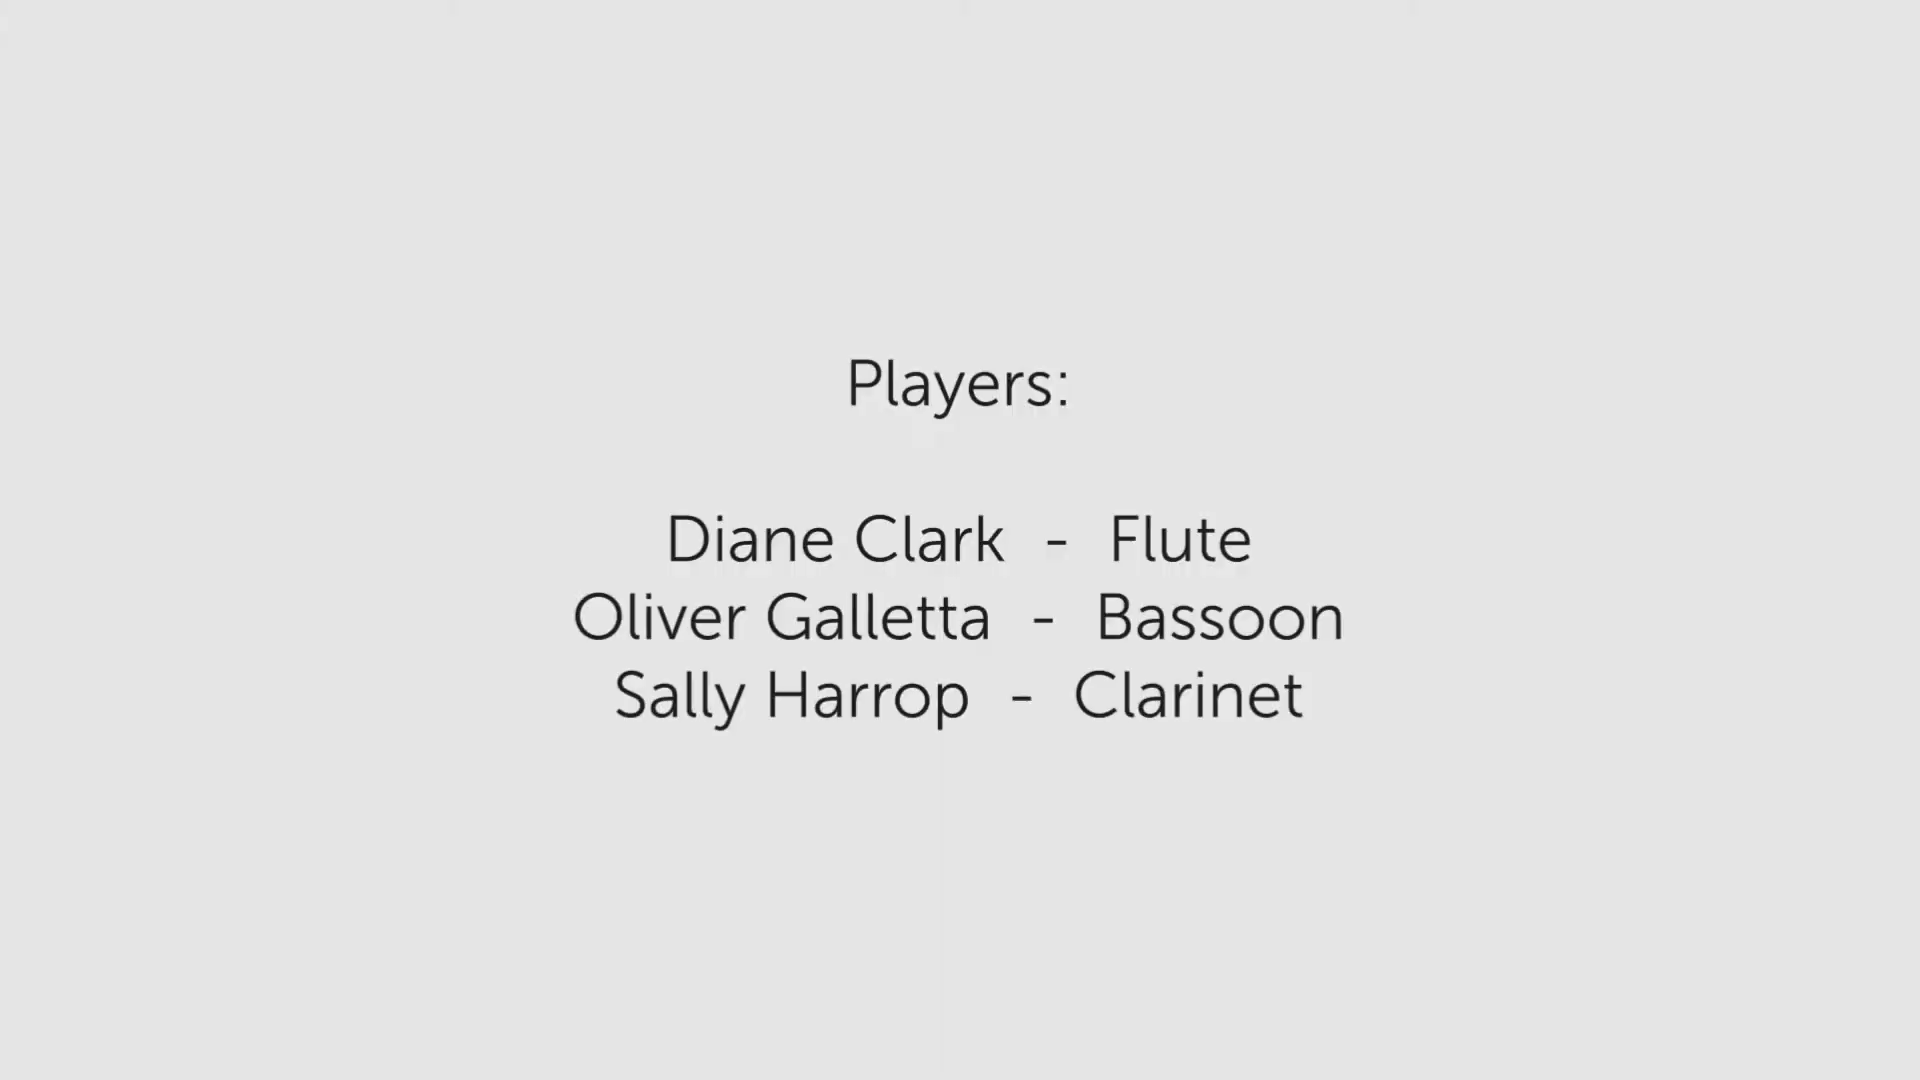 Players:
Diane Clark - Flute
Oliver Galletta - Bassoon
Sally Harrop - Clarinet